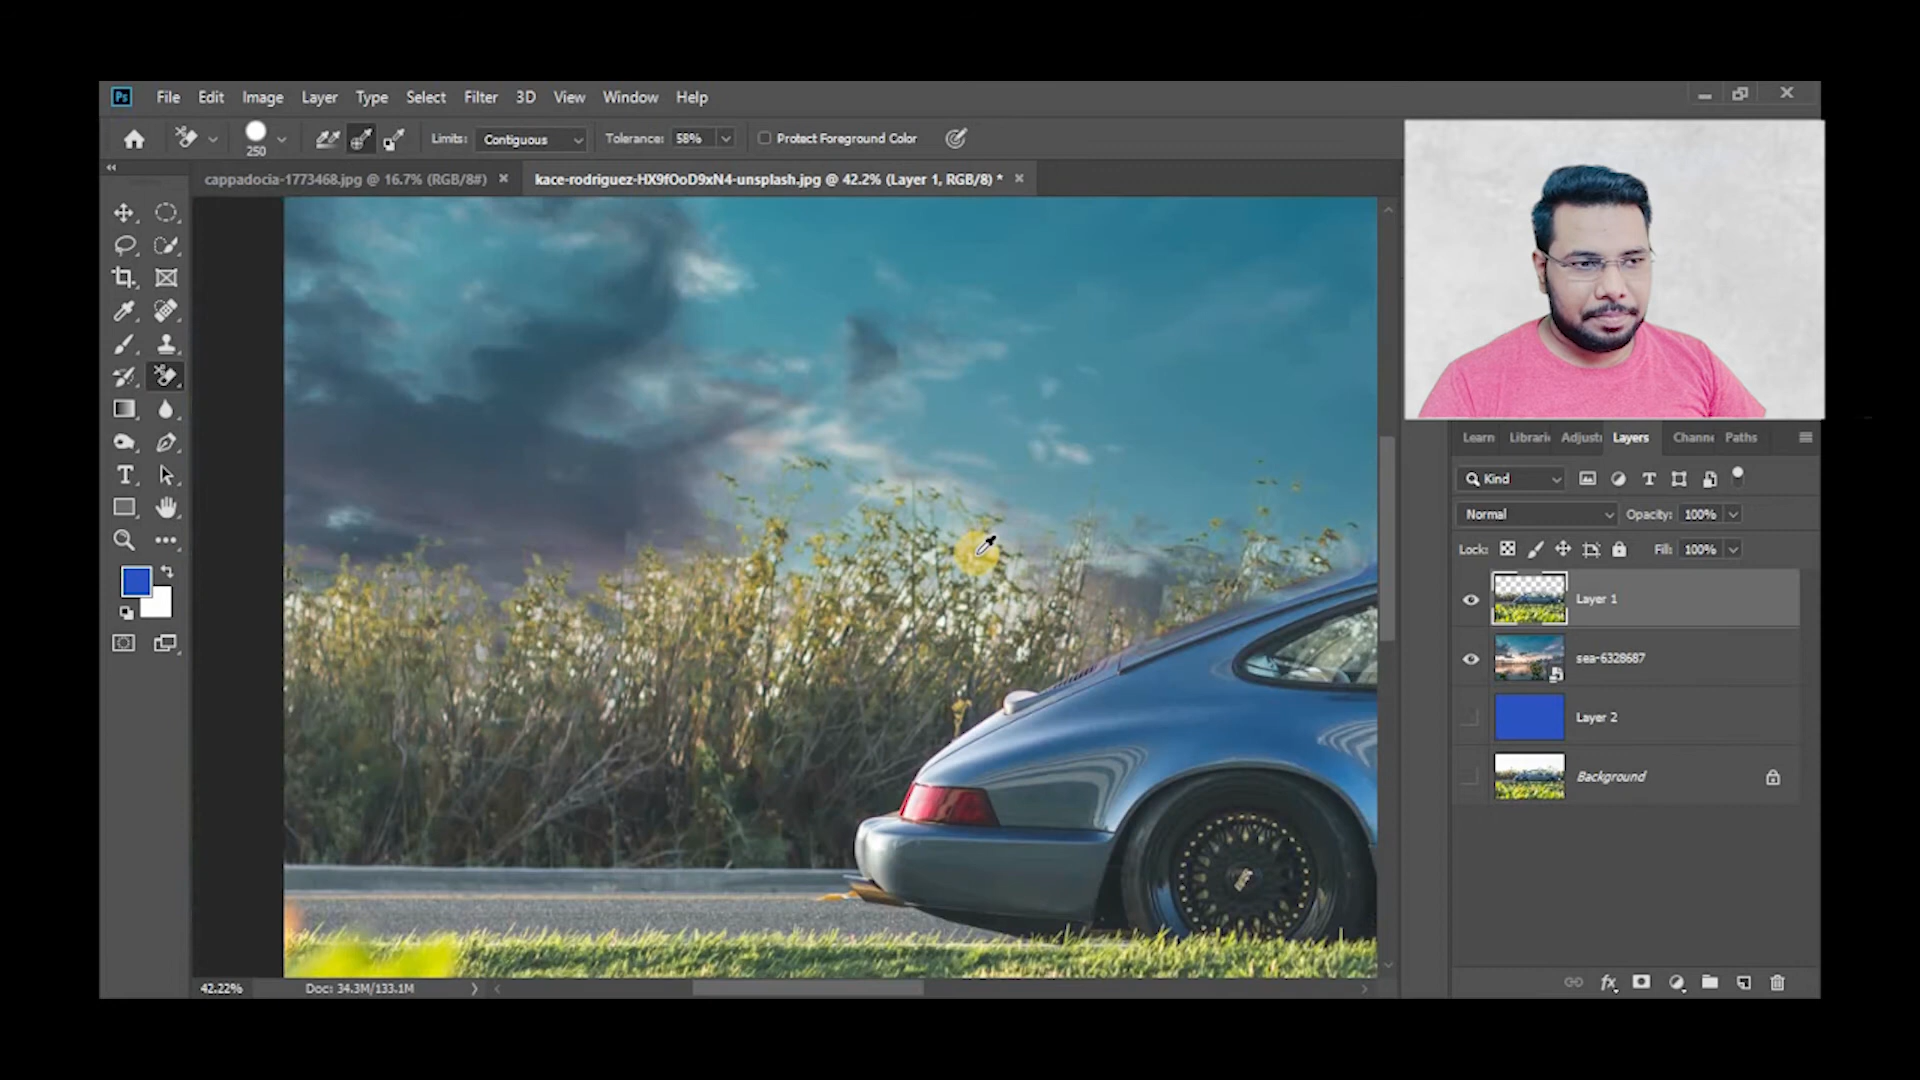 Ps File Edit Image Layer Type Select Filter 3D View Window Help
250 Limits: Contiguous Tolerance: 58% Protect Foreground Color
cappadocia-1773468.jpg @ 16.7% (RGB/8#) × kace-rodriguez-HX9fOoD9xN4-unsplash.jpg @ 42.2% (Layer 1, RGB/8) * ×
Learn Librari Adjust Layers Chann Paths
Kind
Normal Opacity: 100%
Lock: Fill: 100%
Layer 1
sea-6328687
Layer 2
Background
42.22% Doc: 34.3M/133.1M